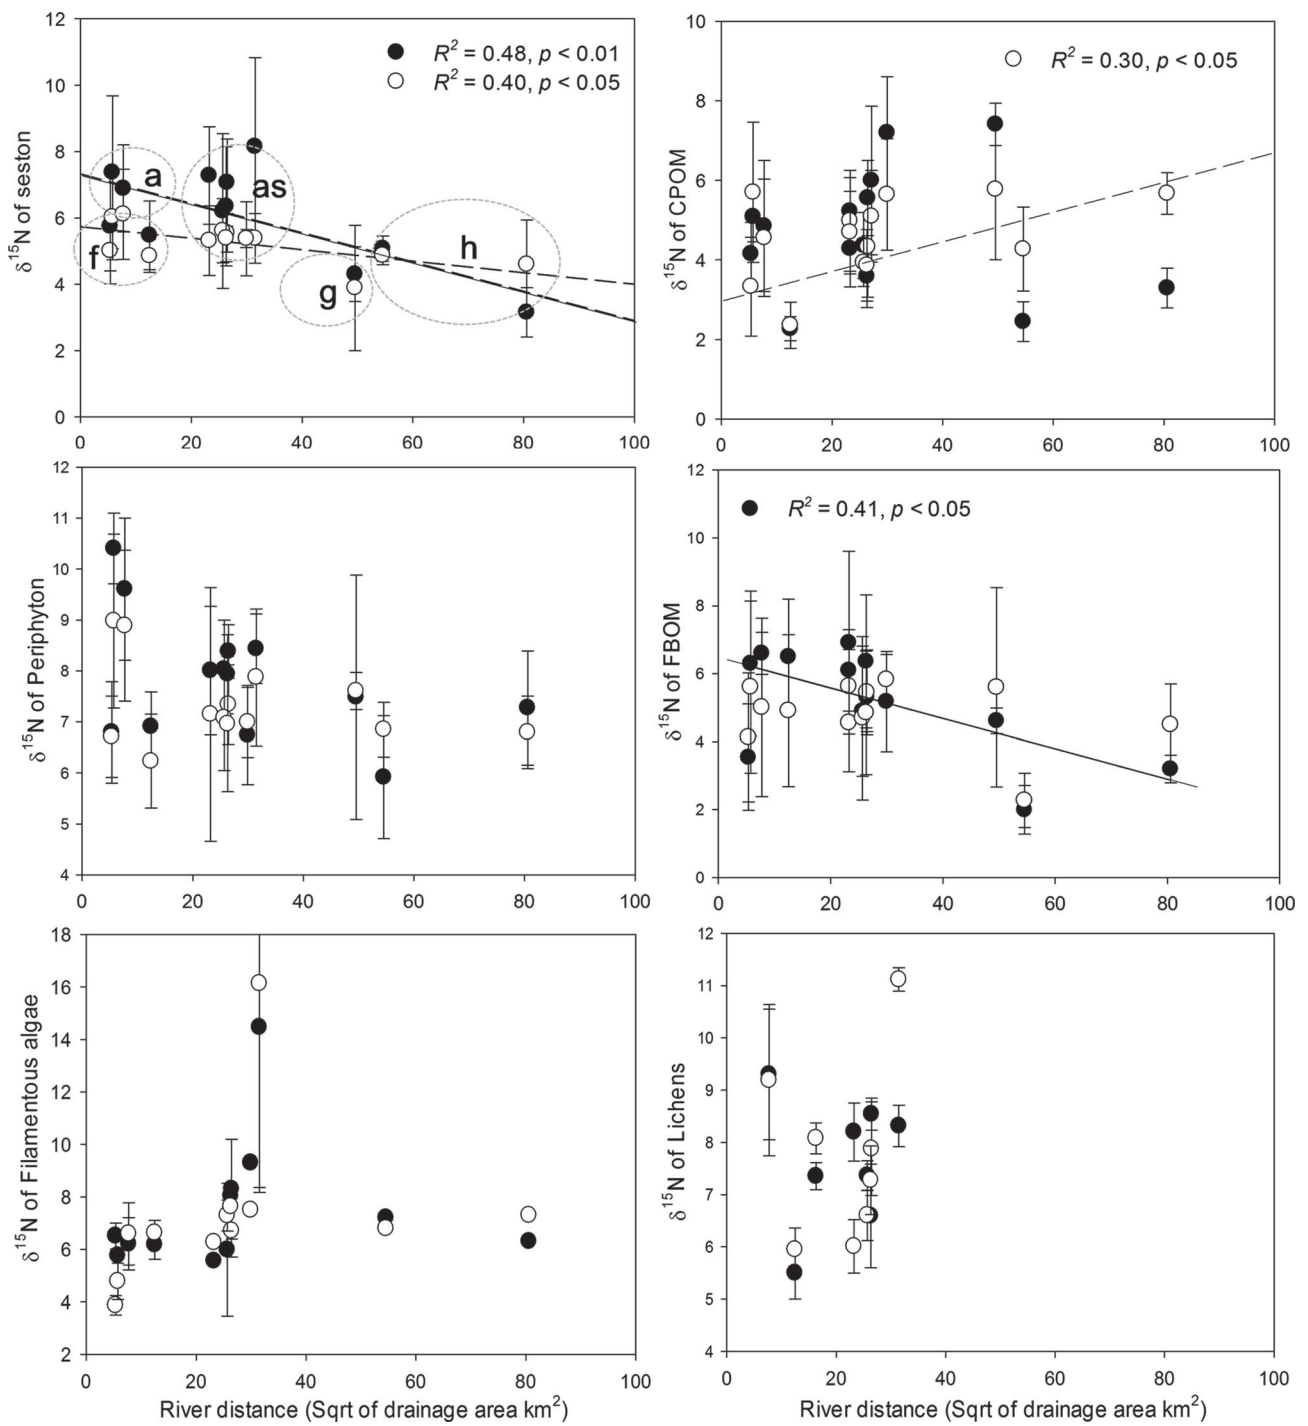 12
10
8
6
4
2
0
δ¹⁵N of seston
R² = 0.48, p < 0.01
R² = 0.40, p < 0.05
a
as
f
g
h
0 20 40 60 80 100
10
8
6
4
2
0
δ¹⁵N of CPOM
R² = 0.30, p < 0.05
0 20 40 60 80 100
12
11
10
9
8
7
6
5
4
δ¹⁵N of Periphyton
0 20 40 60 80 100
12
10
8
6
4
2
0
δ¹⁵N of FBOM
R² = 0.41, p < 0.05
0 20 40 60 80 100
18
16
14
12
10
8
6
4
2
δ¹⁵N of Filamentous algae
0 20 40 60 80 100
River distance (Sqrt of drainage area km²)
12
11
10
9
8
7
6
5
4
δ¹⁵N of Lichens
0 20 40 60 80 100
River distance (Sqrt of drainage area km²)